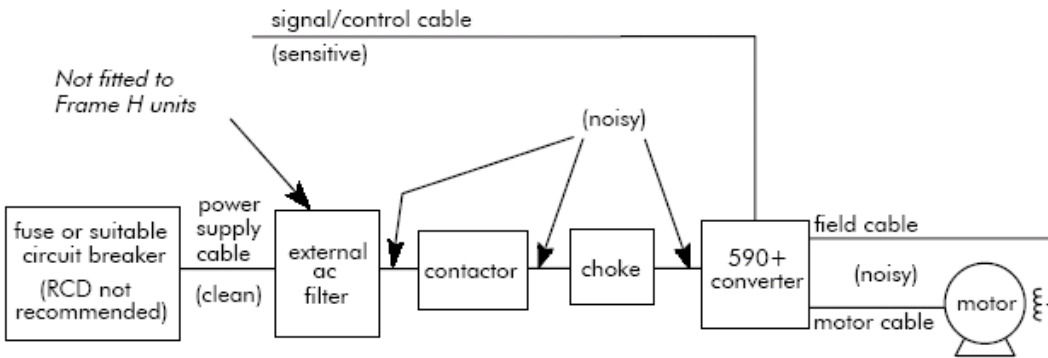 signal/control cable
(sensitive)
Not fitted to
Frame H units
(noisy)
fuse or suitable
circuit breaker
(RCD not
recommended)
power
supply
cable
(clean)
external
ac
filter
contactor
choke
590+
converter
field cable
(noisy)
motor cable
motor